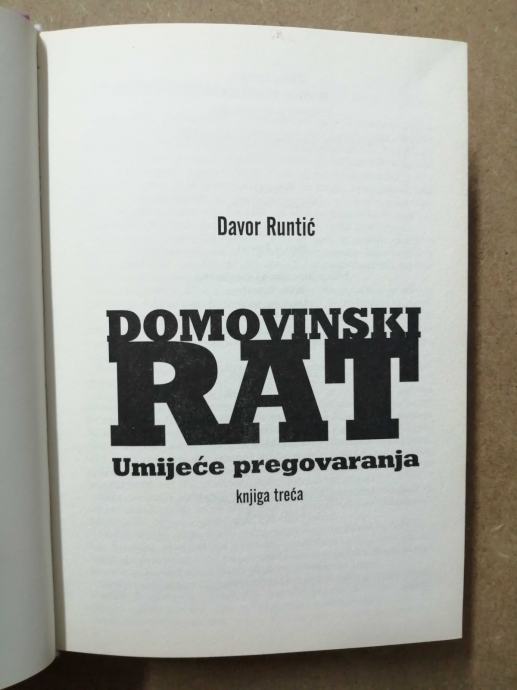 Davor Runtić
DOMOVINSKI
RAT
Umijeće pregovaranja
knjiga treća